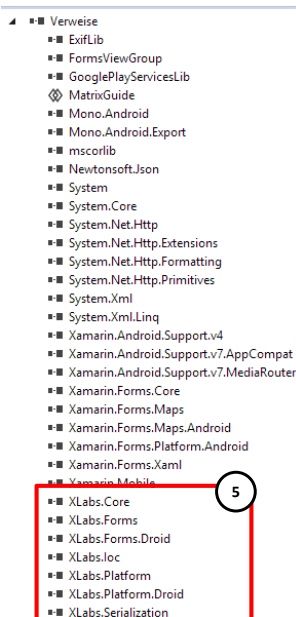 Verweise
ExifLib
FormsViewGroup
GooglePlayServicesLib
MatrixGuide
Mono.Android
Mono.Android.Export
mscorlib
Newtonsoft.Json
System
System.Core
System.Net.Http
System.Net.Http.Extensions
System.Net.Http.Formatting
System.Net.Http.Primitives
System.Xml
System.Xml.Linq
Xamarin.Android.Support.v4
Xamarin.Android.Support.v7.AppCompat
Xamarin.Android.Support.v7.MediaRouter
Xamarin.Forms.Core
Xamarin.Forms.Maps
Xamarin.Forms.Maps.Android
Xamarin.Forms.Platform.Android
Xamarin.Forms.Xaml
Xamarin.Mobile
5
XLabs.Core
XLabs.Forms
XLabs.Forms.Droid
XLabs.Ioc
XLabs.Platform
XLabs.Platform.Droid
XLabs.Serialization